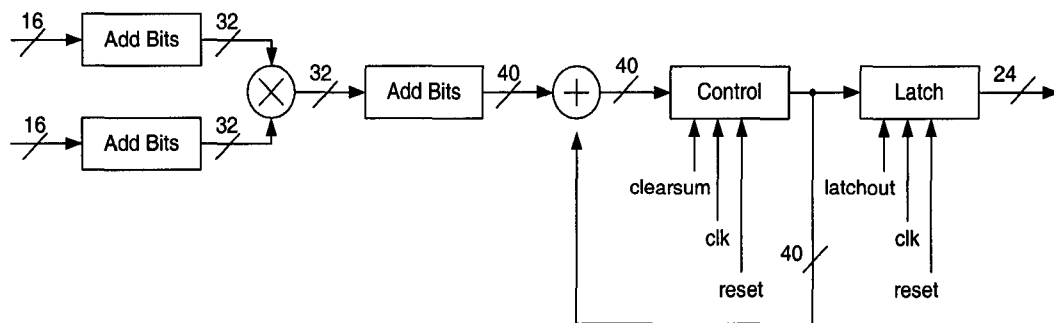 16
Add Bits
32
32
Add Bits
40
40
Control
Latch
24
16
Add Bits
32
clearsum
clk
reset
40
latchout
clk
reset